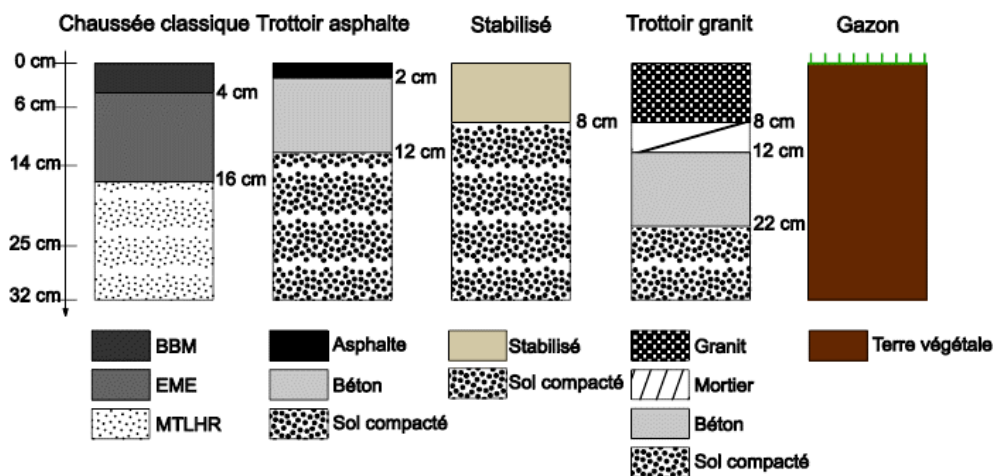 Chaussée classique Trottoir asphalte Stabilisé Trottoir granit Gazon
0 cm
4 cm
2 cm
6 cm
8 cm
8 cm
14 cm
12 cm
12 cm
16 cm
22 cm
25 cm
32 cm
BBM Asphalte Stabilisé Granit Terre végétale
EME Béton Sol compacté Mortier
MTLHR Sol compacté Béton
Sol compacté